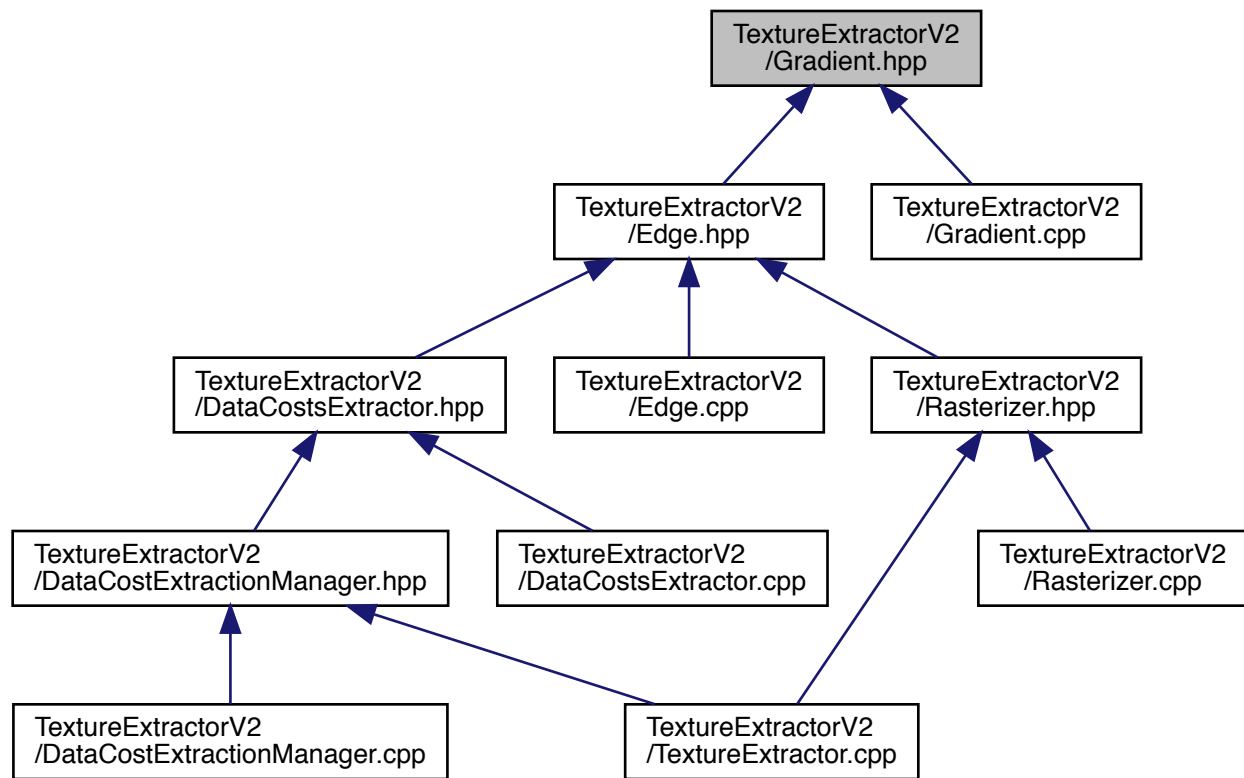 TextureExtractorV2
/Gradient.hpp
TextureExtractorV2
/Edge.hpp
TextureExtractorV2
/Gradient.cpp
TextureExtractorV2
/DataCostsExtractor.hpp
TextureExtractorV2
/Edge.cpp
TextureExtractorV2
/Rasterizer.hpp
TextureExtractorV2
/DataCostExtractionManager.hpp
TextureExtractorV2
/DataCostsExtractor.cpp
TextureExtractorV2
/Rasterizer.cpp
TextureExtractorV2
/DataCostExtractionManager.cpp
TextureExtractorV2
/TextureExtractor.cpp